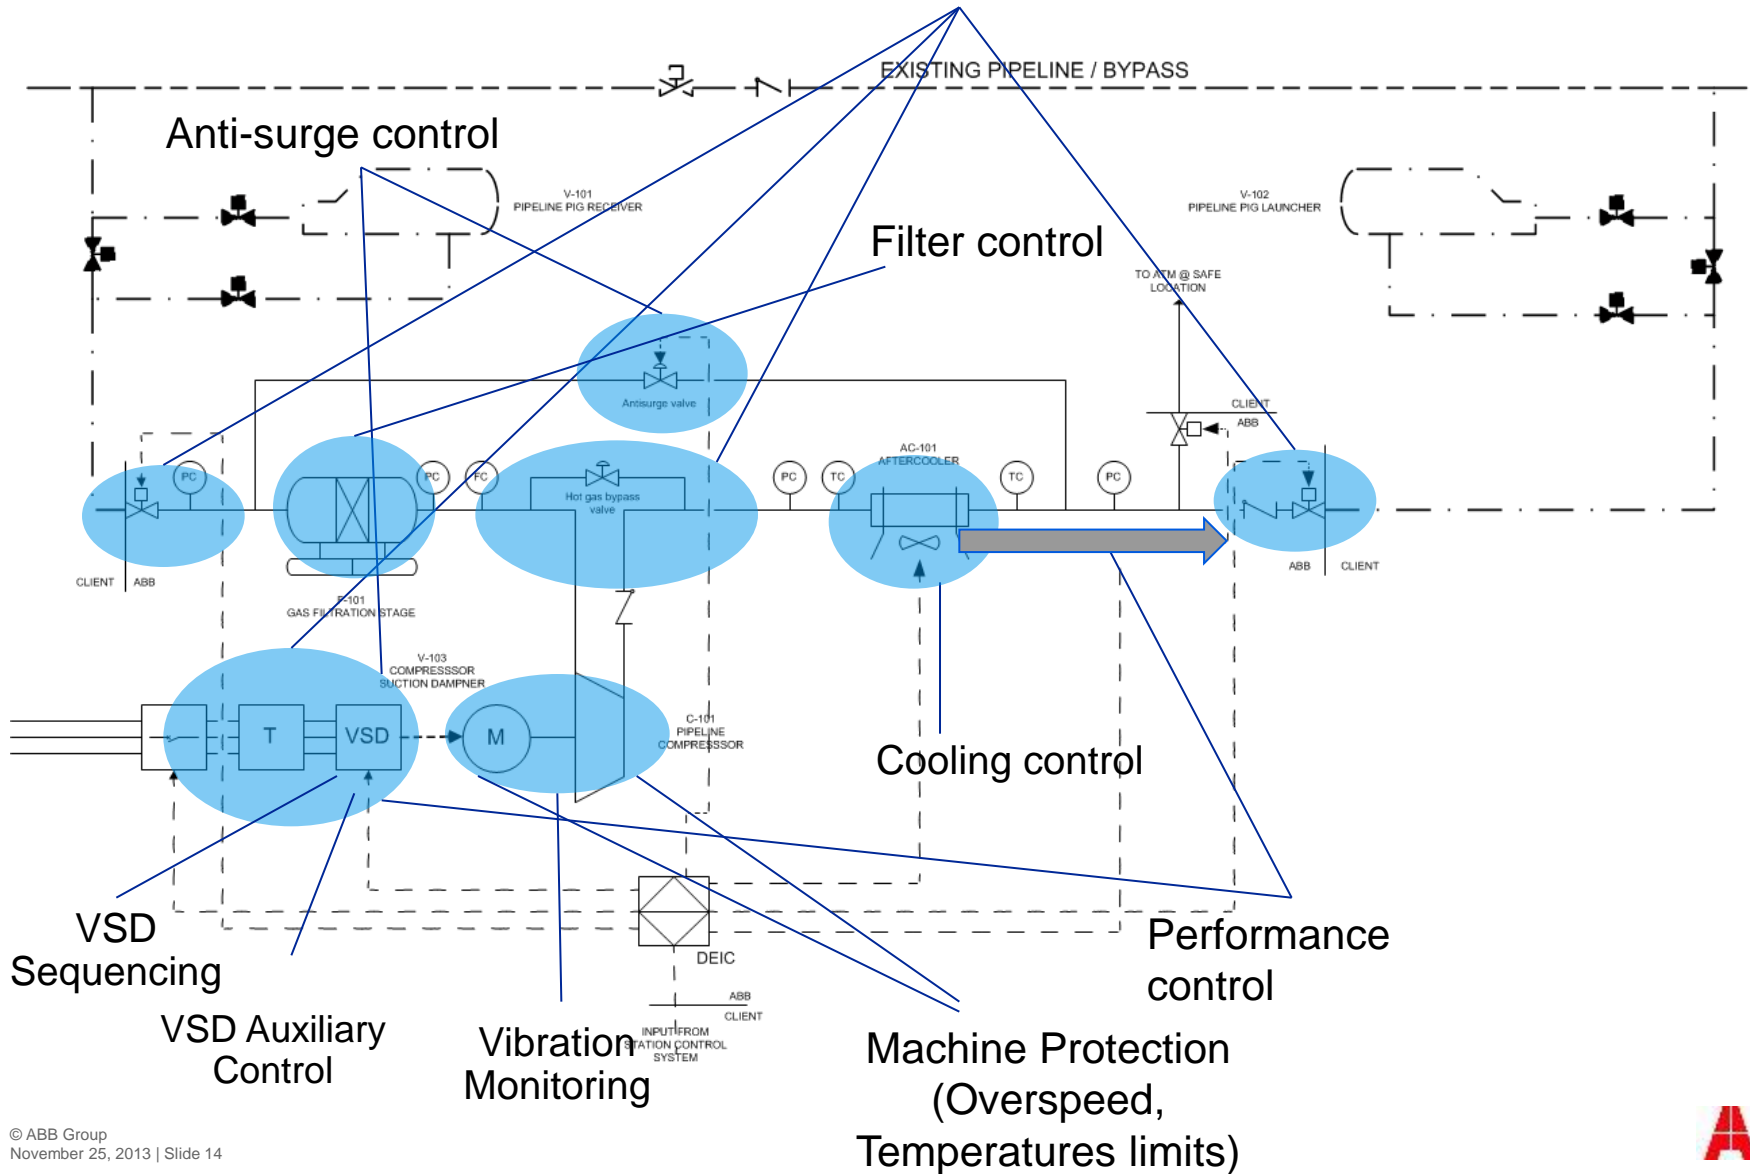 EXISTING PIPELINE / BYPASS
Anti-surge control
V-101
PIPELINE PIG RECEIVER
V-102
PIPELINE PIG LAUNCHER
Filter control
TO ATM @ SAFE
LOCATION
Antisurge valve
CLIENT
ABB
PC
PC
FC
Hot gas bypass
valve
PC
TC
AC-101
AFTERCOOLER
TC
PC
CLIENT
ABB
ABB
CLIENT
F-101
GAS FILTRATION STAGE
V-103
COMPRESSSOR
SUCTION DAMPNER
C-101
PIPELINE
COMPRESSSOR
T
VSD
M
Cooling control
VSD
Sequencing
DEIC
Performance
control
ABB
CLIENT
VSD Auxiliary
Control
Vibration
Monitoring
INPUT FROM
STATION CONTROL
SYSTEM
Machine Protection
(Overspeed,
Temperatures limits)
© ABB Group
November 25, 2013 | Slide 14